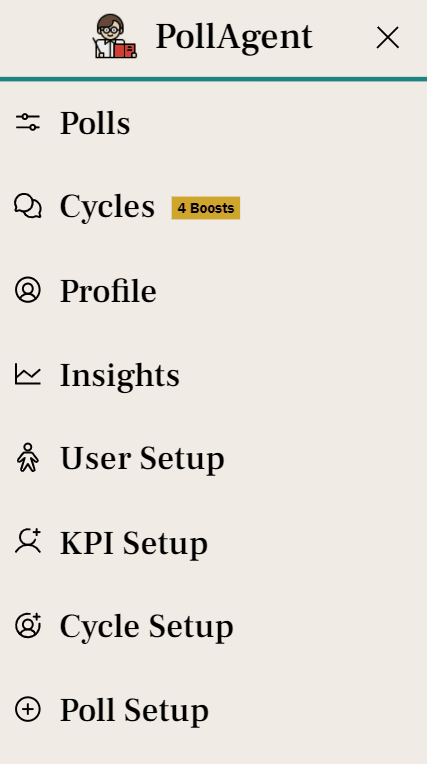 PollAgent
Polls
Cycles 4 Boosts
Profile
Insights
User Setup
KPI Setup
Cycle Setup
Poll Setup